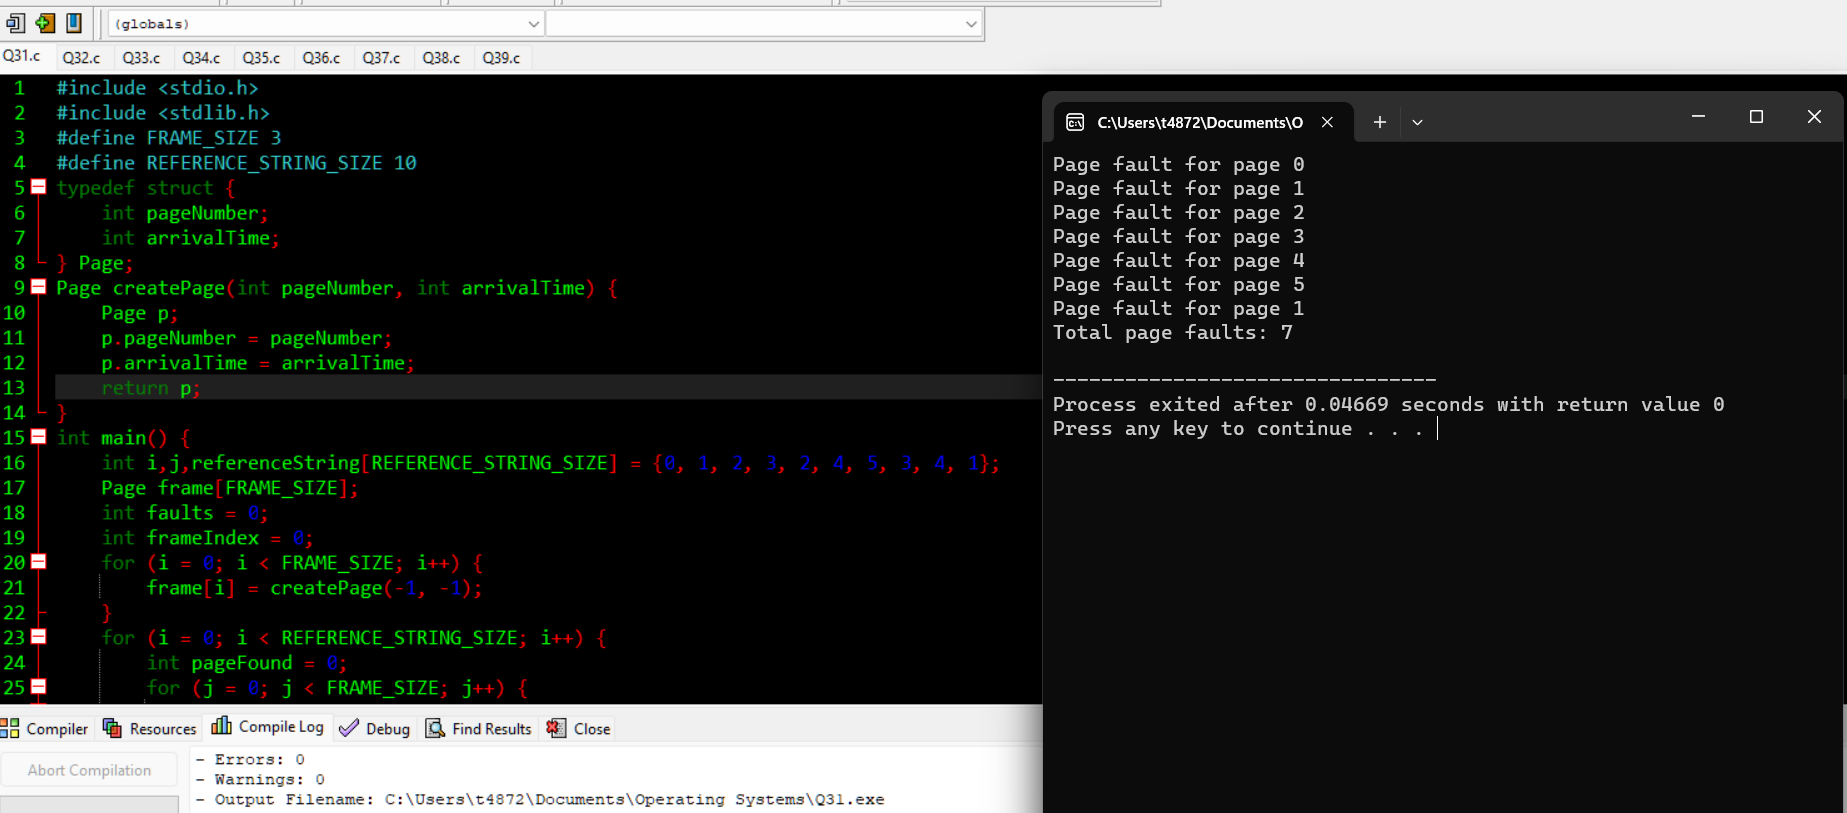 (globals)
Q31.c Q32.c Q33.c Q34.c Q35.c Q36.c Q37.c Q38.c Q39.c
1 #include <stdio.h>
2 #include <stdlib.h>
3 #define FRAME_SIZE 3
4 #define REFERENCE_STRING_SIZE 10
5 typedef struct {
6 int pageNumber;
7 int arrivalTime;
8 } Page;
9 Page createPage(int pageNumber, int arrivalTime) {
10 Page p;
11 p.pageNumber = pageNumber;
12 p.arrivalTime = arrivalTime;
13 return p;
14 }
15 int main() {
16 int i,j,referenceString[REFERENCE_STRING_SIZE] = {0, 1, 2, 3, 2, 4, 5, 3, 4, 1};
17 Page frame[FRAME_SIZE];
18 int faults = 0;
19 int frameIndex = 0;
20 for (i = 0; i < FRAME_SIZE; i++) {
21 frame[i] = createPage(-1, -1);
22 }
23 for (i = 0; i < REFERENCE_STRING_SIZE; i++) {
24 int pageFound = 0;
25 for (j = 0; j < FRAME_SIZE; j++) {
Compiler Resources Compile Log Debug Find Results Close
Abort Compilation
- Errors: 0
- Warnings: 0
- Output Filename: C:\Users\t4872\Documents\Operating Systems\Q31.exe
C:\Users\t4872\Documents\O
Page fault for page 0
Page fault for page 1
Page fault for page 2
Page fault for page 3
Page fault for page 4
Page fault for page 5
Page fault for page 1
Total page faults: 7
--------------------------------
Process exited after 0.04669 seconds with return value 0
Press any key to continue . . .